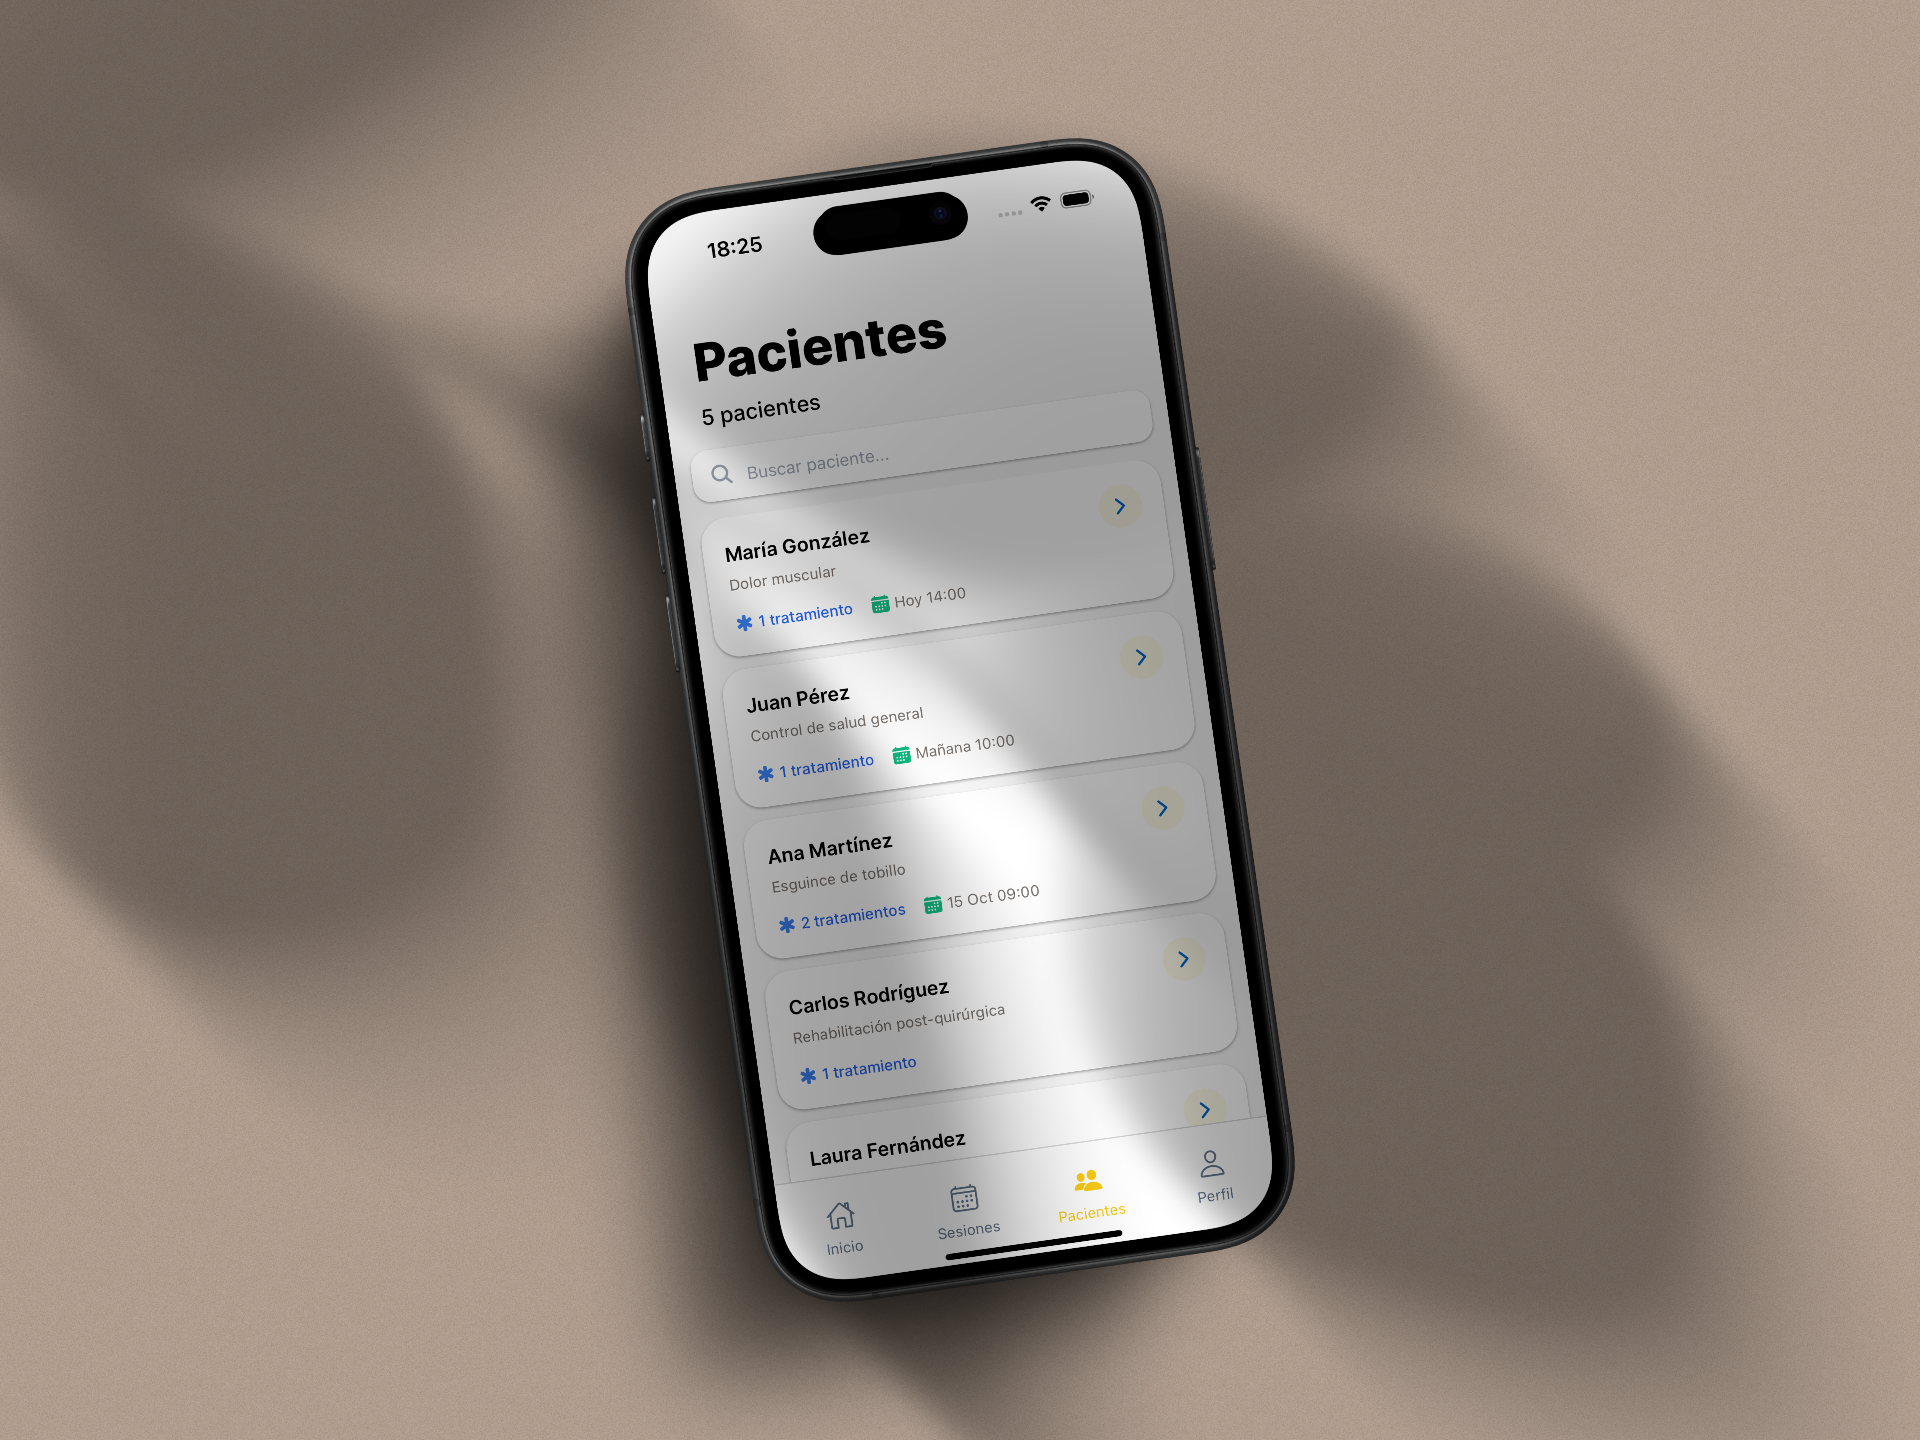 18:25
Pacientes
5 pacientes
Buscar paciente...
María González
Dolor muscular
1 tratamiento Hoy 14:00
Juan Pérez
Control de salud general
1 tratamiento Mañana 10:00
Ana Martínez
Esguince de tobillo
2 tratamientos 15 Oct 09:00
Carlos Rodríguez
Rehabilitación post-quirúrgica
1 tratamiento
Laura Fernández
Inicio Sesiones Pacientes Perfil